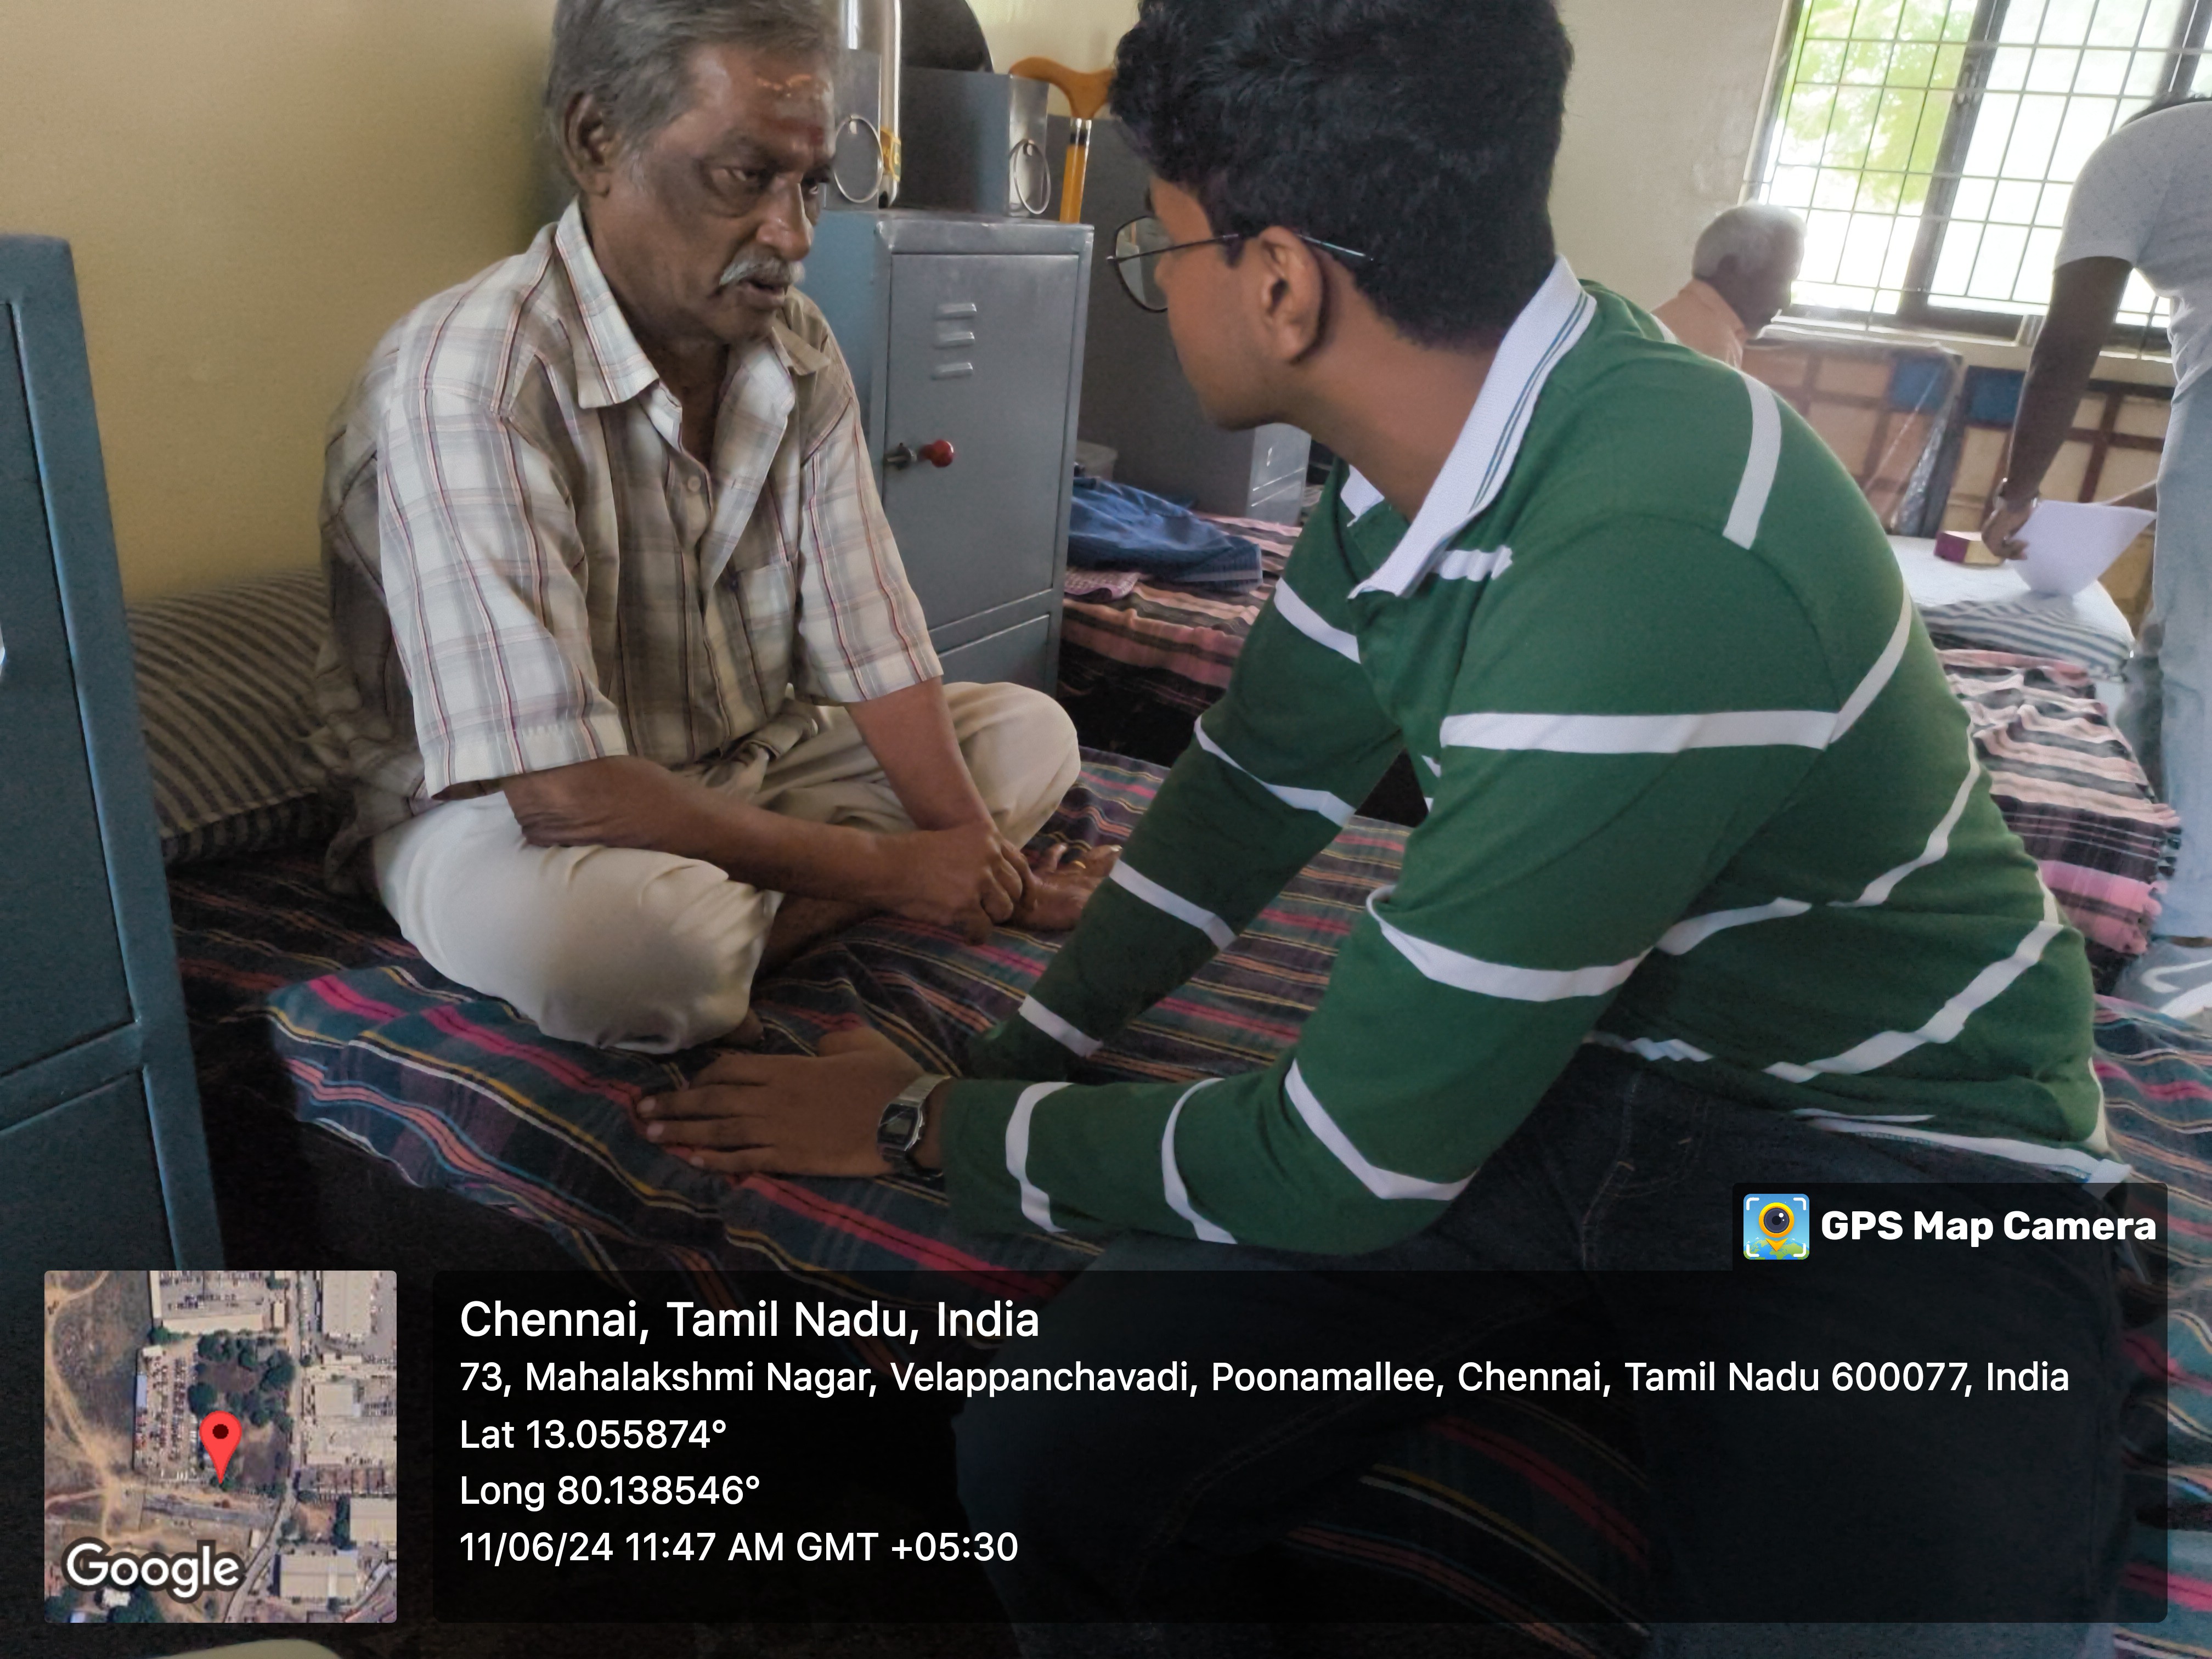 GPS Map Camera
Chennai, Tamil Nadu, India
73, Mahalakshmi Nagar, Velappanchavadi, Poonamallee, Chennai, Tamil Nadu 600077, India
Lat 13.055874°
Long 80.138546°
11/06/24 11:47 AM GMT +05:30
Google